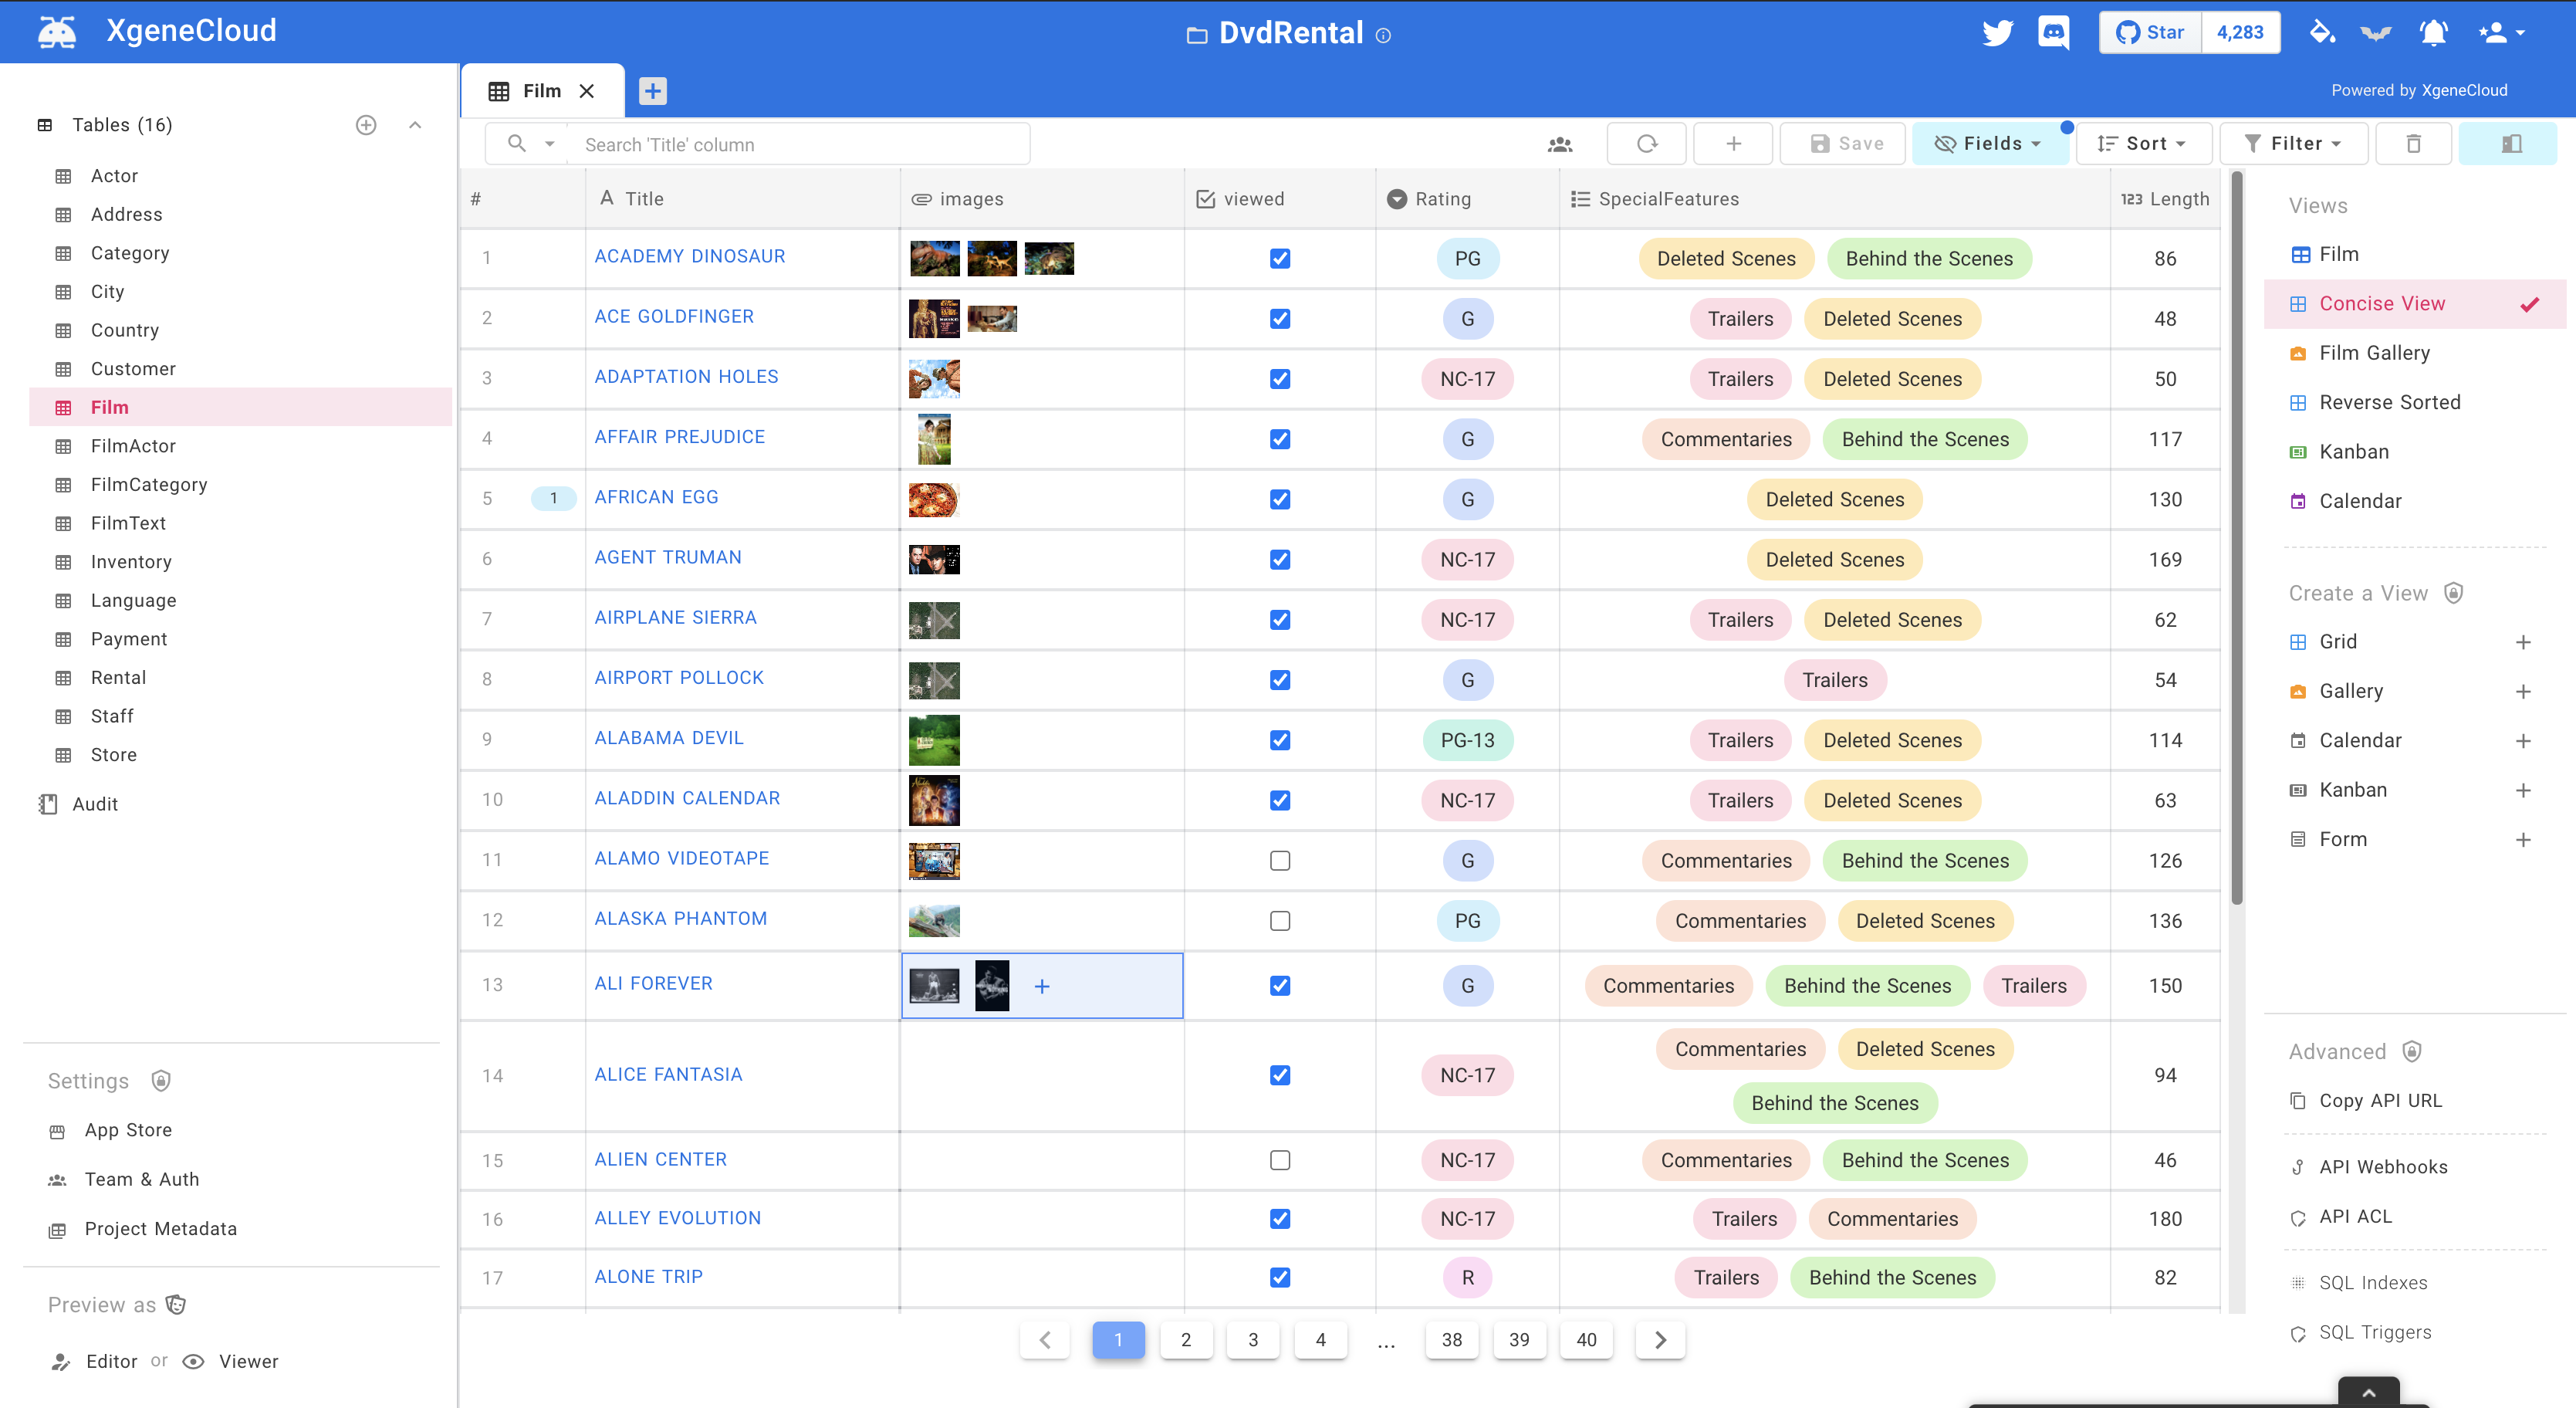 XgeneCloud
DvdRental
Star 4,283
Film
Powered by XgeneCloud
Tables (16)
Actor
Address
Category
City
Country
Customer
Film
FilmActor
FilmCategory
FilmText
Inventory
Language
Payment
Rental
Staff
Store
Audit
Settings
App Store
Team & Auth
Project Metadata
Preview as
Editor or Viewer
Search 'Title' column
Save Fields Sort Filter
# Title images viewed Rating SpecialFeatures 123 Length
1 ACADEMY DINOSAUR PG Deleted Scenes Behind the Scenes 86
2 ACE GOLDFINGER G Trailers Deleted Scenes 48
3 ADAPTATION HOLES NC-17 Trailers Deleted Scenes 50
4 AFFAIR PREJUDICE G Commentaries Behind the Scenes 117
5 1 AFRICAN EGG G Deleted Scenes 130
6 AGENT TRUMAN NC-17 Deleted Scenes 169
7 AIRPLANE SIERRA NC-17 Trailers Deleted Scenes 62
8 AIRPORT POLLOCK G Trailers 54
9 ALABAMA DEVIL PG-13 Trailers Deleted Scenes 114
10 ALADDIN CALENDAR NC-17 Trailers Deleted Scenes 63
11 ALAMO VIDEOTAPE G Commentaries Behind the Scenes 126
12 ALASKA PHANTOM PG Commentaries Deleted Scenes 136
13 ALI FOREVER G Commentaries Behind the Scenes Trailers 150
14 ALICE FANTASIA NC-17 Commentaries Deleted Scenes 94
Behind the Scenes
15 ALIEN CENTER NC-17 Commentaries Behind the Scenes 46
16 ALLEY EVOLUTION NC-17 Trailers Commentaries 180
17 ALONE TRIP R Trailers Behind the Scenes 82
1 2 3 4 ... 38 39 40
Views
Film
Concise View
Film Gallery
Reverse Sorted
Kanban
Calendar
Create a View
Grid
Gallery
Calendar
Kanban
Form
Advanced
Copy API URL
API Webhooks
API ACL
SQL Indexes
SQL Triggers